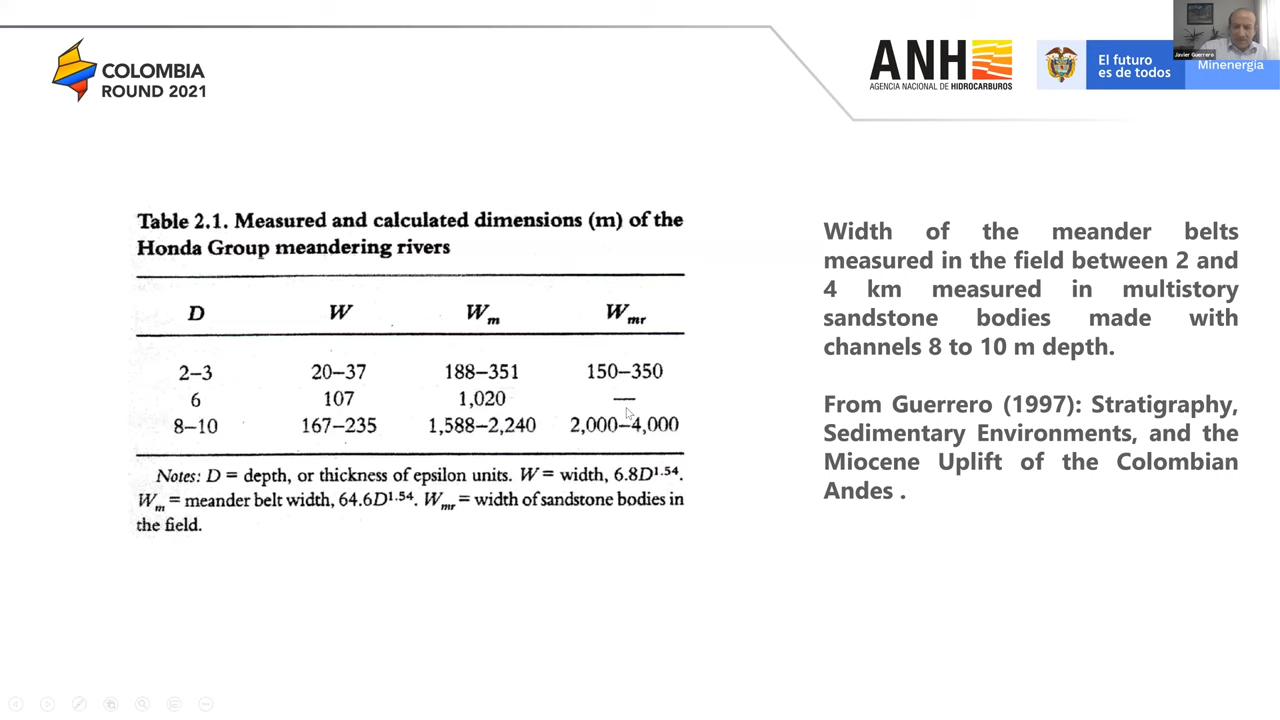 COLOMBIA
ROUND 2021
ANH
AGENCIA NACIONAL DE HIDROCARBUROS
El futuro
es de todos
Minenergía
Javier Guerrero
Table 2.1. Measured and calculated dimensions (m) of the
Honda Group meandering rivers
D W Wm Wmr
2–3 20–37 188–351 150–350
6 107 1,020 —
8–10 167–235 1,588–2,240 2,000–4,000
Notes: D = depth, or thickness of epsilon units. W = width, 6.8D1.54.
Wm = meander belt width, 64.6D1.54. Wmr = width of sandstone bodies in
the field.
Width of the meander belts
measured in the field between 2 and
4 km measured in multistory
sandstone bodies made with
channels 8 to 10 m depth.
From Guerrero (1997): Stratigraphy,
Sedimentary Environments, and the
Miocene Uplift of the Colombian
Andes .